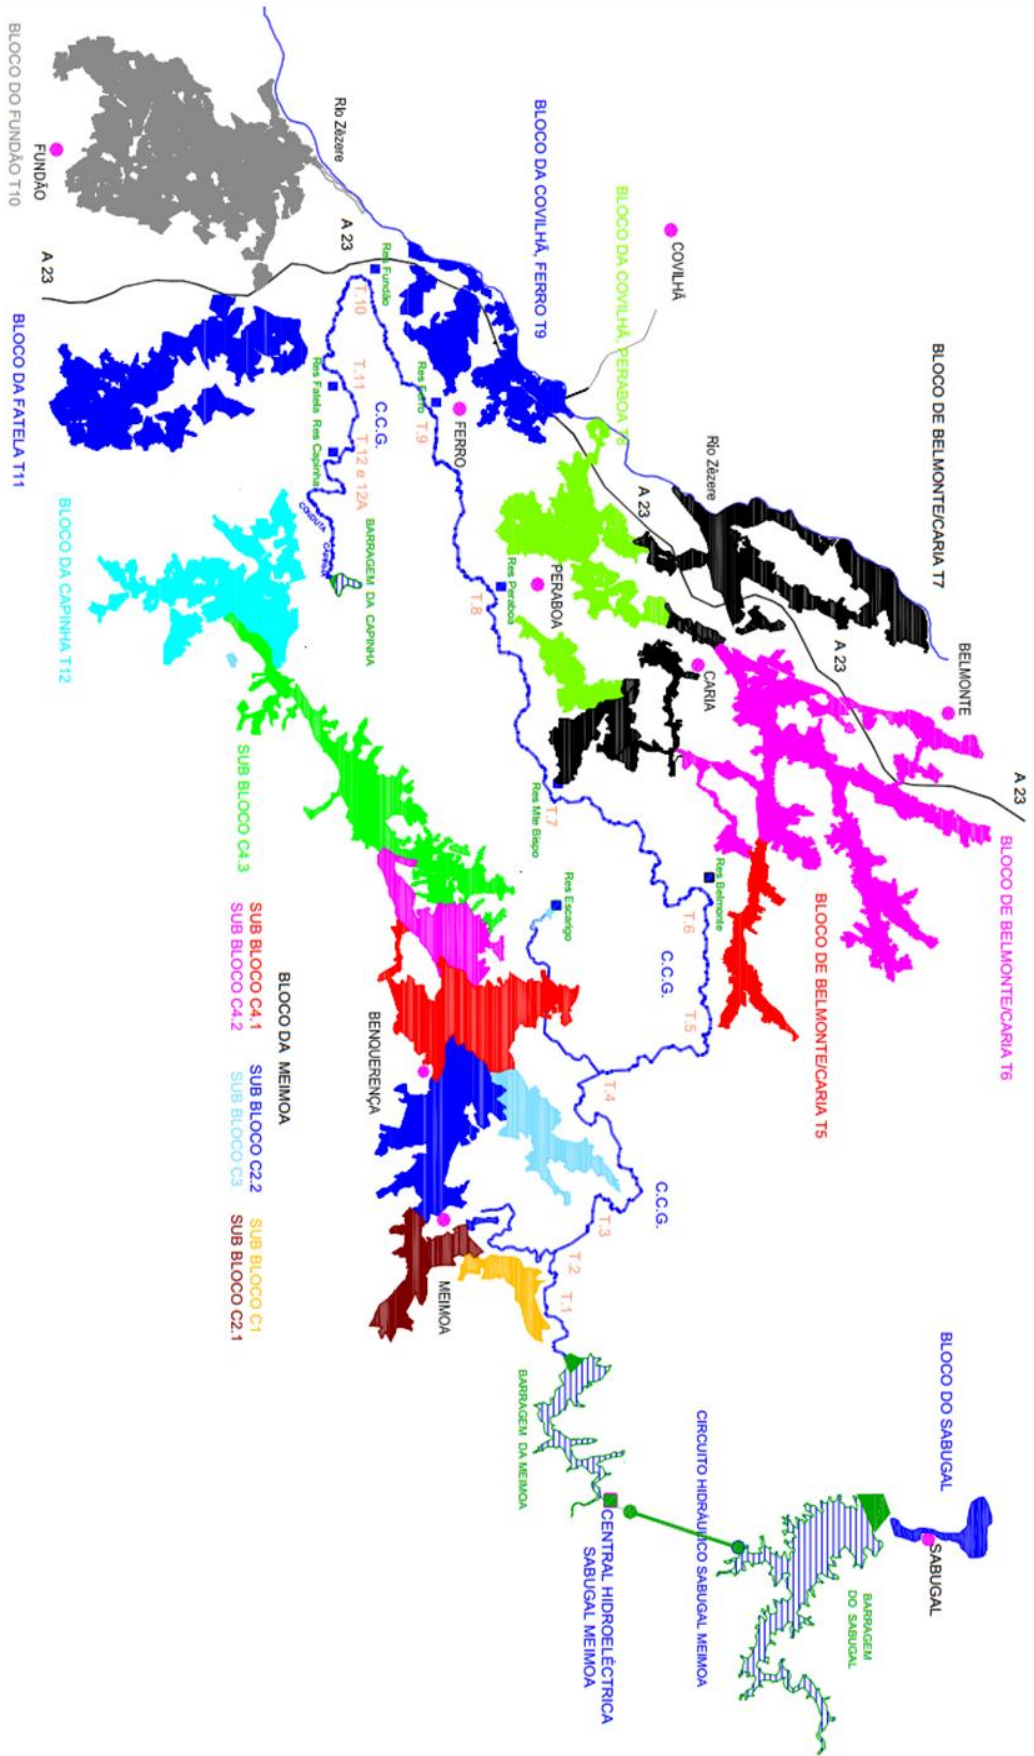 A 23
BLOCO DE BELMONTE/CARIA T6
BELMONTE
BLOCO DO SABUGAL
BLOCO DE BELMONTE/CARIA T7
SABUGAL
BARRAGEM
DO SABUGAL
A 23
BLOCO DE BELMONTE/CARIA T5
Rio Zêzere
CARIA
Res Belmonte
CIRCUITO HIDRÁULICO SABUGAL MEIMOA
COVILHÃ
T.6
T.5
C.C.G.
C.C.G.
A 23
BLOCO DA COVILHÃ, PERABOA T8
T.4
T.3
CENTRAL HIDROELÉCTRICA
SABUGAL MEIMOA
T.2
T.1
Res Escarigo
PERABOA
T.7
BLOCO DA COVILHÃ, FERRO T9
Res Mte Bispo
BARRAGEM DA MEIMOA
Res Peraboa
T.8
FERRO
MEIMOA
Res Ferro
T.9
Res Fundão
C.C.G.
BENQUERENÇA
BARRAGEM DA CAPINHA
T.10
T.11
T.12 e 12A
A 23
Rio Zêzere
Res Fatela
Res Capinha
CONDUTA CAPINHA
BLOCO DA MEIMOA
SUB BLOCO C4.1
SUB BLOCO C2.2
SUB BLOCO C1
SUB BLOCO C4.3
SUB BLOCO C4.2
SUB BLOCO C3
SUB BLOCO C2.1
BLOCO DA CAPINHA T12
A 23
FUNDÃO
BLOCO DA FATELA T11
BLOCO DO FUNDÃO T10